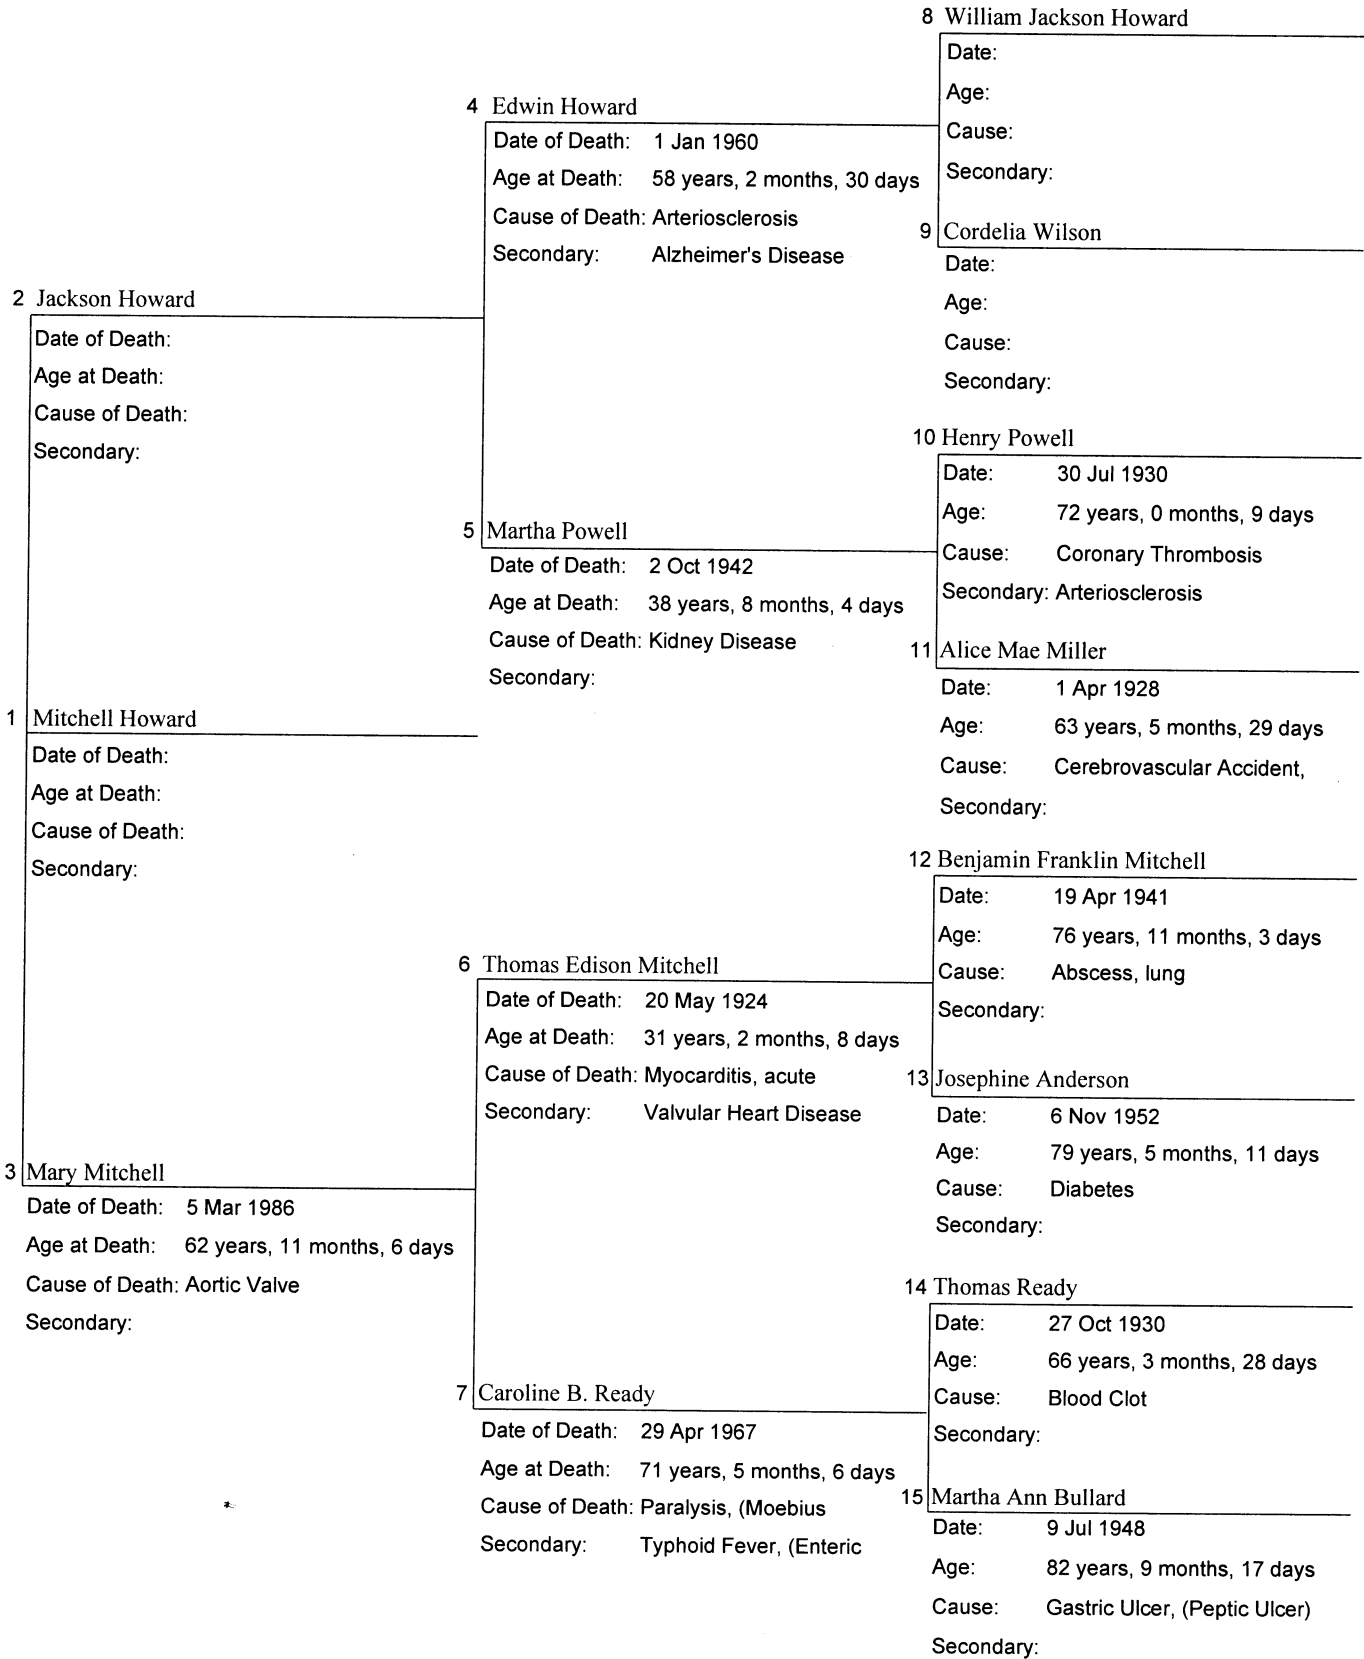 8 William Jackson Howard
Date:
Age:
Cause:
Secondary:
4 Edwin Howard
Date of Death: 1 Jan 1960
Age at Death: 58 years, 2 months, 30 days
Cause of Death: Arteriosclerosis
Secondary: Alzheimer's Disease
9 Cordelia Wilson
Date:
Age:
Cause:
Secondary:
2 Jackson Howard
Date of Death:
Age at Death:
Cause of Death:
Secondary:
10 Henry Powell
Date: 30 Jul 1930
Age: 72 years, 0 months, 9 days
Cause: Coronary Thrombosis
Secondary: Arteriosclerosis
5 Martha Powell
Date of Death: 2 Oct 1942
Age at Death: 38 years, 8 months, 4 days
Cause of Death: Kidney Disease
Secondary:
11 Alice Mae Miller
Date: 1 Apr 1928
Age: 63 years, 5 months, 29 days
Cause: Cerebrovascular Accident,
Secondary:
1 Mitchell Howard
Date of Death:
Age at Death:
Cause of Death:
Secondary:
12 Benjamin Franklin Mitchell
Date: 19 Apr 1941
Age: 76 years, 11 months, 3 days
Cause: Abscess, lung
Secondary:
6 Thomas Edison Mitchell
Date of Death: 20 May 1924
Age at Death: 31 years, 2 months, 8 days
Cause of Death: Myocarditis, acute
Secondary: Valvular Heart Disease
13 Josephine Anderson
Date: 6 Nov 1952
Age: 79 years, 5 months, 11 days
Cause: Diabetes
Secondary:
3 Mary Mitchell
Date of Death: 5 Mar 1986
Age at Death: 62 years, 11 months, 6 days
Cause of Death: Aortic Valve
Secondary:
14 Thomas Ready
Date: 27 Oct 1930
Age: 66 years, 3 months, 28 days
Cause: Blood Clot
Secondary:
7 Caroline B. Ready
Date of Death: 29 Apr 1967
Age at Death: 71 years, 5 months, 6 days
Cause of Death: Paralysis, (Moebius
Secondary: Typhoid Fever, (Enteric
15 Martha Ann Bullard
Date: 9 Jul 1948
Age: 82 years, 9 months, 17 days
Cause: Gastric Ulcer, (Peptic Ulcer)
Secondary: